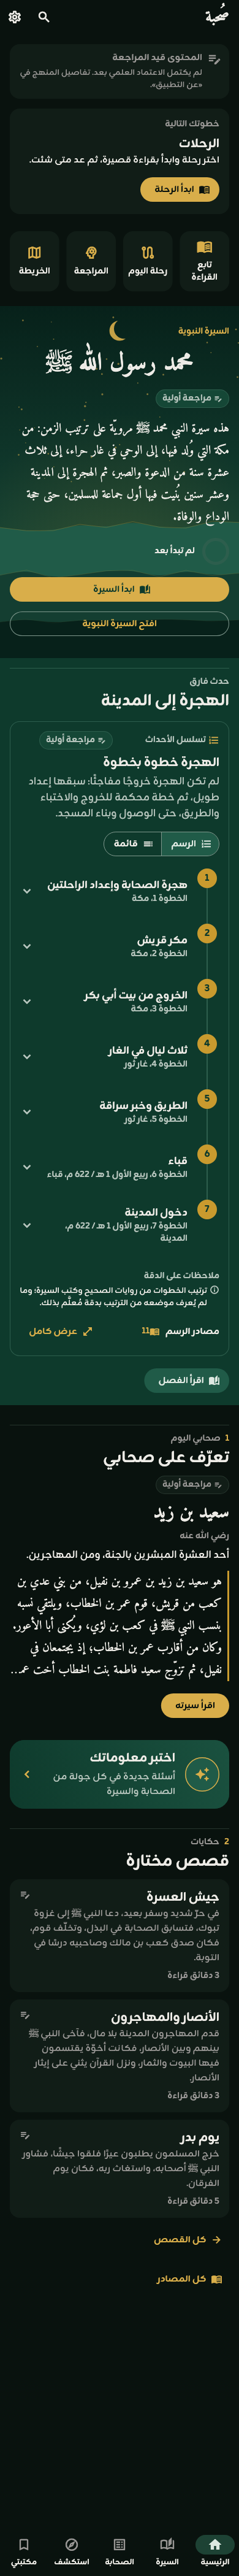 صُحبة
المحتوى قيد المراجعة
لم يكتمل الاعتماد العلمي بعد. تفاصيل المنهج في
«عن التطبيق».
خطوتك التالية
الرحلات
اختر رحلة وابدأ بقراءة قصيرة، ثم عد متى شئت.
ابدأ الرحلة
تابع القراءة
رحلة اليوم
المراجعة
الخريطة
السيرة النبوية
محمد رسول الله ﷺ
مراجعة أولية
هذه سيرة النبي محمد ﷺ مرويّة على ترتيب الزمن: من
مكة التي وُلد فيها، إلى الوحي في غار حراء، إلى ثلاث
عشرة سنة من الدعوة والصبر، ثم الهجرة إلى المدينة
وعشر سنين بُنيت فيها أول جماعة للمسلمين، حتى حجة
الوداع والوفاة.
لم تبدأ بعد
ابدأ السيرة
افتح السيرة النبوية
حدث فارق
الهجرة إلى المدينة
تسلسل الأحداث
مراجعة أولية
الهجرة خطوة بخطوة
لم تكن الهجرة خروجًا مفاجئًا: سبقها إعداد
طويل، ثم خطة محكمة للخروج والاختباء
والطريق، حتى الوصول وبناء المسجد.
الرسم
قائمة
1
هجرة الصحابة وإعداد الراحلتين
الخطوة 1، مكة
2
مكر قريش
الخطوة 2، مكة
3
الخروج من بيت أبي بكر
الخطوة 3، مكة
4
ثلاث ليال في الغار
الخطوة 4، غار ثور
5
الطريق وخبر سراقة
الخطوة 5، غار ثور
6
قباء
الخطوة 6، ربيع الأول 1 هـ / 622 م، قباء
7
دخول المدينة
الخطوة 7، ربيع الأول 1 هـ / 622 م،
المدينة
ملاحظات على الدقة
ترتيب الخطوات من روايات الصحيح وكتب السيرة؛ وما
لم يُعرف موضعه من الترتيب بدقة مُعلَّم بذلك.
مصادر الرسم
11
عرض كامل
اقرأ الفصل
1 صحابي اليوم
تعرّف على صحابي
مراجعة أولية
سعيد بن زيد
رضي الله عنه
أحد العشرة المبشرين بالجنة، ومن المهاجرين.
هو سعيد بن زيد بن عمرو بن نفيل، من بني عدي بن
كعب من قريش، قوم عمر بن الخطاب، ويلتقي نسبه
بنسب النبي ﷺ في كعب بن لؤي، ويُكنى أبا الأعور.
وكان من أقارب عمر بن الخطاب؛ إذ يجتمعان في
نفيل، ثم تزوّج سعيد فاطمة بنت الخطاب أخت عمـ...
اقرأ سيرته
اختبر معلوماتك
أسئلة جديدة في كل جولة من
الصحابة والسيرة
2 حكايات
قصص مختارة
جيش العسرة
في حرّ شديد وسفر بعيد، دعا النبي ﷺ إلى غزوة
تبوك، فتسابق الصحابة في البذل، وتخلّف قوم،
فكان صدق كعب بن مالك وصاحبيه درسًا في
التوبة.
3 دقائق قراءة
الأنصار والمهاجرون
قدم المهاجرون المدينة بلا مال، فآخى النبي ﷺ
بينهم وبين الأنصار، فكانت أخوّة يقتسمون
فيها البيوت والثمار، ونزل القرآن يثني على إيثار
الأنصار.
3 دقائق قراءة
يوم بدر
خرج المسلمون يطلبون عيرًا فلقوا جيشًا، فشاور
النبي ﷺ أصحابه، واستغاث ربه، فكان يوم
الفرقان.
5 دقائق قراءة
كل القصص
كل المصادر
الرئيسية
السيرة
الصحابة
استكشف
مكتبتي